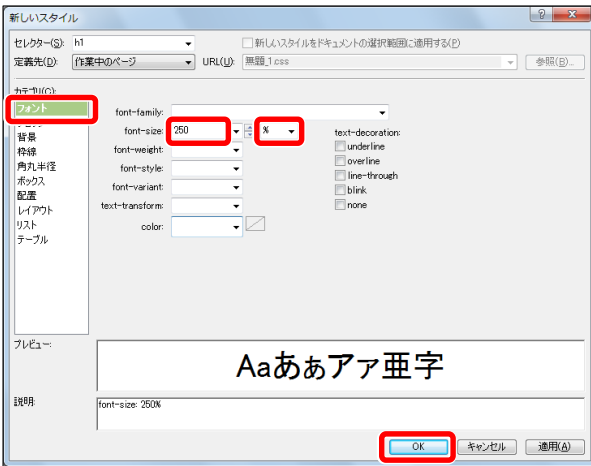 新しいスタイル
セレクター(S): h1 新しいスタイルをドキュメントの選択範囲に適用する(P)
定義先(D): 作業中のページ URL(U): 無題_1.css 参照(B)...
カテゴリ(C):
フォント
背景
枠線
角丸半径
ボックス
配置
レイアウト
リスト
テーブル
font-family:
font-size: 250 %
font-weight:
font-style:
font-variant:
text-transform:
color:
text-decoration:
underline
overline
line-through
blink
none
プレビュー:
Aaあぁアァ亜字
説明:
font-size: 250%
OK キャンセル 適用(A)